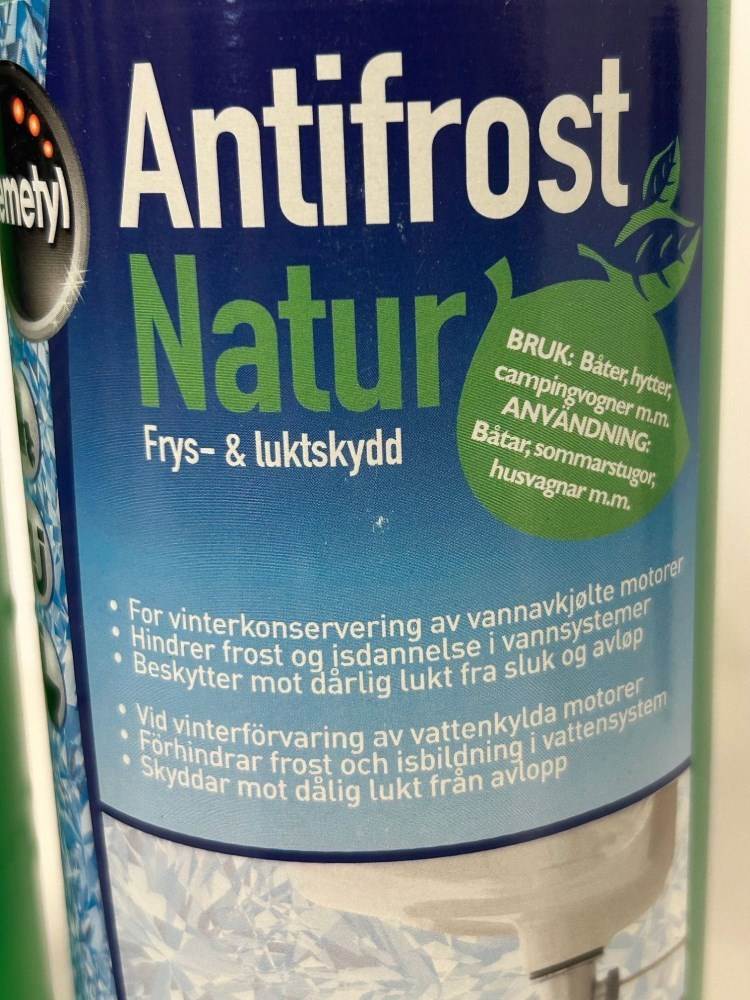 Antifrost
Natur
Frys- & luktskydd
BRUK: Båter, hytter,
campingvogner m.m.
ANVÄNDNING:
Båtar, sommarstugor,
husvagnar m.m.
• For vinterkonservering av vannavkjølte motorer
• Hindrer frost og isdannelse i vannsystemer
• Beskytter mot dårlig lukt fra sluk og avløp
• Vid vinterförvaring av vattenkylda motorer
• Förhindrar frost och isbildning i vattensystem
• Skyddar mot dålig lukt från avlopp